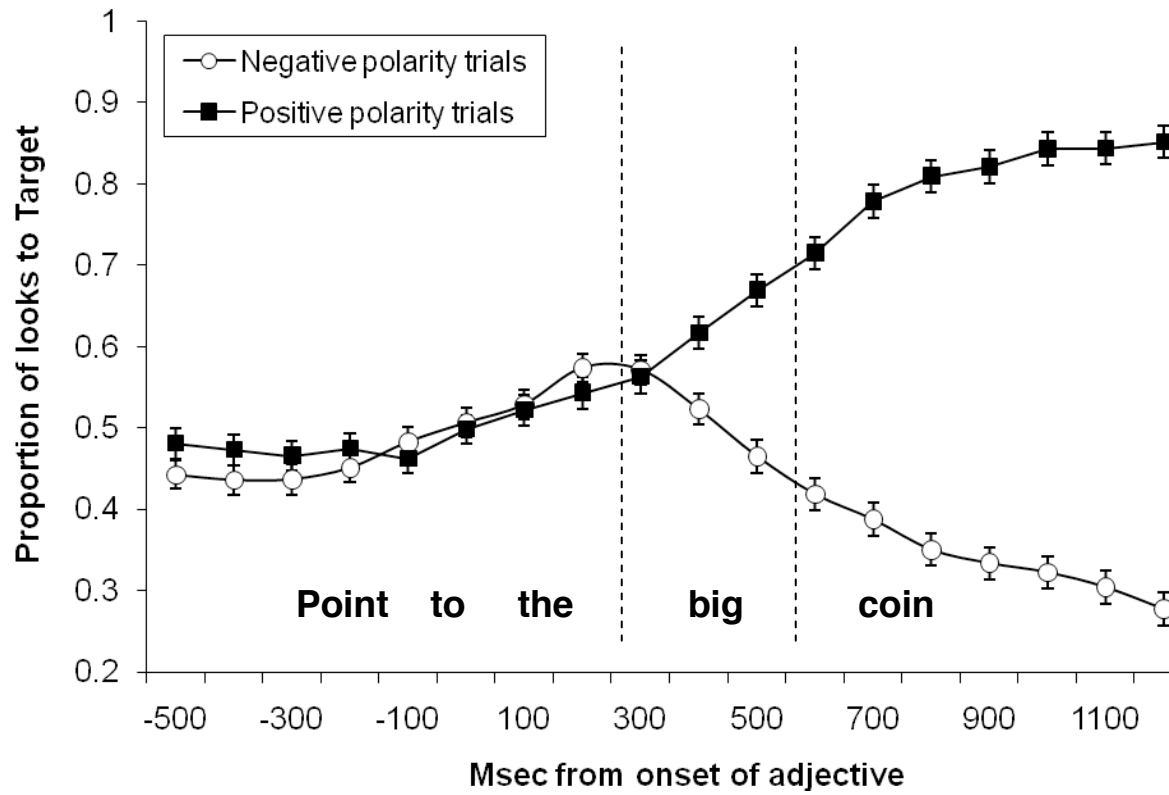 Negative polarity trials
Positive polarity trials
Proportion of looks to Target
1
0.9
0.8
0.7
0.6
0.5
0.4
0.3
0.2
Point to the big coin
-500 -300 -100 100 300 500 700 900 1100
Msec from onset of adjective